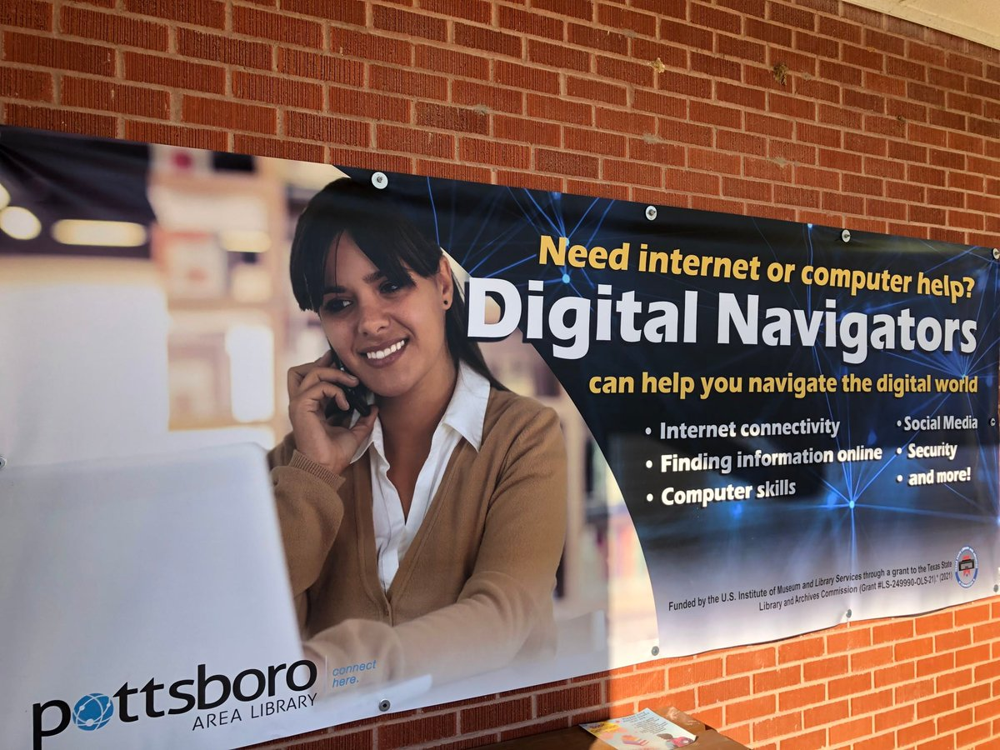 Need internet or computer help?
Digital Navigators
can help you navigate the digital world
• Internet connectivity
• Finding information online
• Computer skills
• Social Media
• Security
• and more!
Funded by the U.S. Institute of Museum and Library Services through a grant to the Texas State
Library and Archives Commission (Grant #LS-249990-OLS-21)." (2021)
pottsboro
AREA LIBRARY
connect
here.